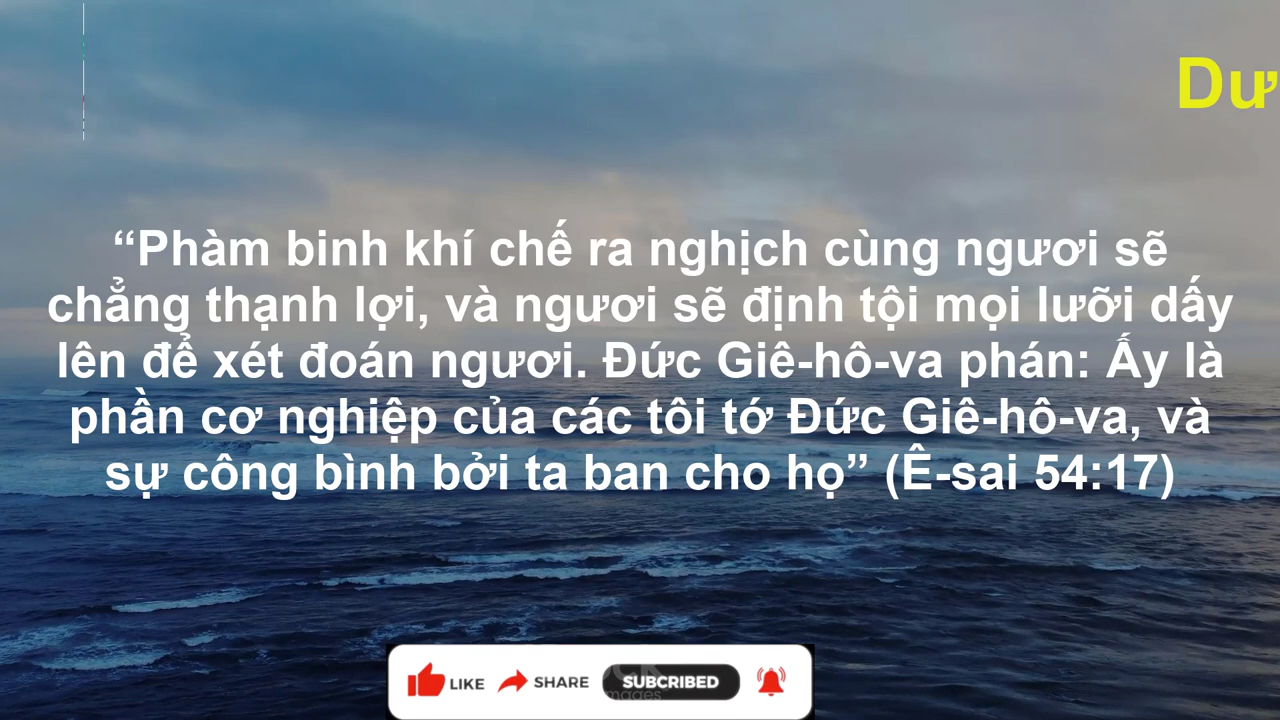 Dư
“Phàm binh khí chế ra nghịch cùng ngươi sẽ
chẳng thạnh lợi, và ngươi sẽ định tội mọi lưỡi dấy
lên để xét đoán ngươi. Đức Giê-hô-va phán: Ấy là
phần cơ nghiệp của các tôi tớ Đức Giê-hô-va, và
sự công bình bởi ta ban cho họ” (Ê-sai 54:17)
LIKE SHARE SUBCRIBED